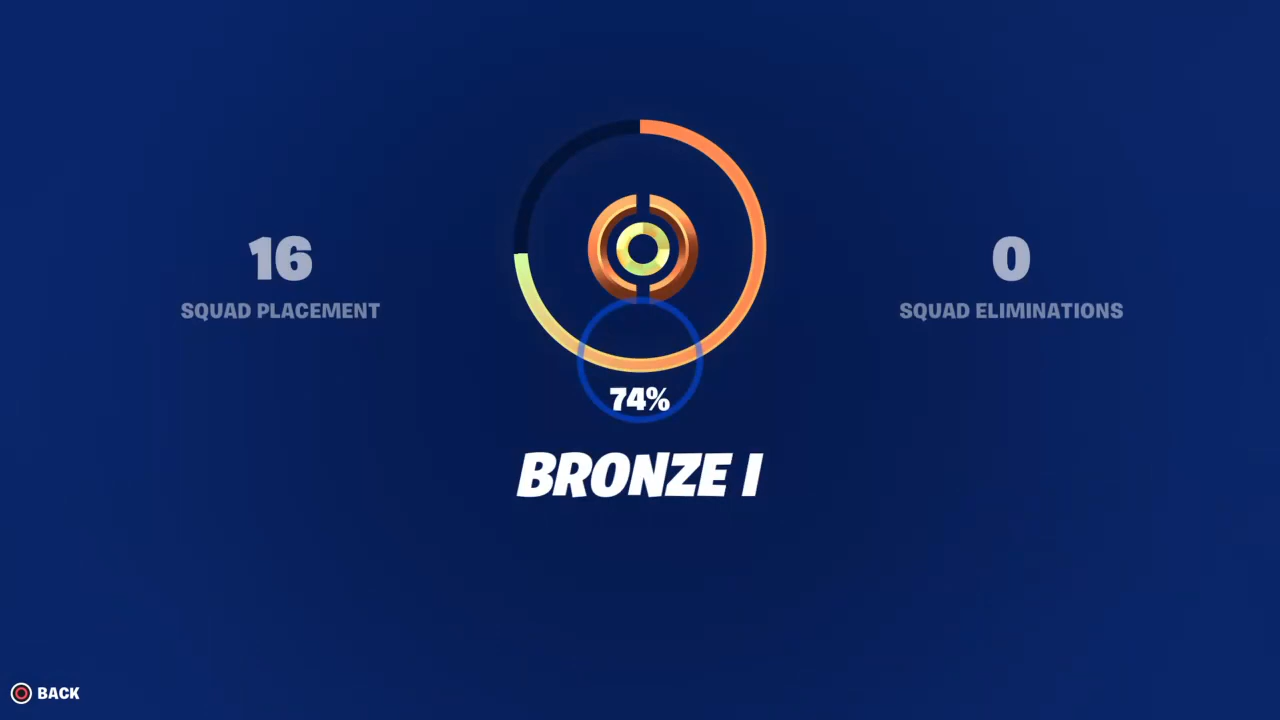 16
SQUAD PLACEMENT
0
SQUAD ELIMINATIONS
74%
BRONZE I
BACK